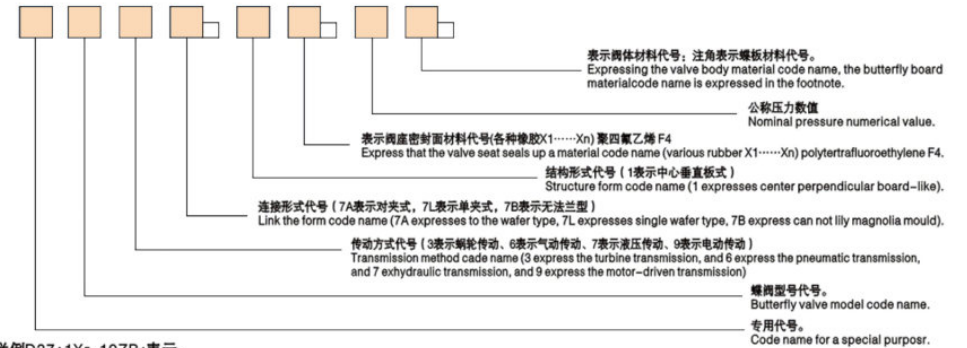 表示阀体材料代号；注角表示蝶板材料代号。
Expressing the valve body material code name, the butterfly board
materialcode name is expressed in the footnote.
公称压力数值
Nominal pressure numerical value.
表示阀座密封面材料代号(各种橡胶X1……Xn) 聚四氟乙烯 F4
Express that the valve seat seals up a material code name (various rubber X1……Xn) polytertrafluoroethylene F4.
结构形式代号（1表示中心垂直板式）
Structure form code name (1 expresses center perpendicular board-like).
连接形式代号（7A表示对夹式，7L表示单夹式，7B表示无法兰型）
Link the form code name (7A expresses to the wafer type, 7L expresses single wafer type, 7B express can not lily magnolia mould).
传动方式代号（3表示蜗轮传动、6表示气动传动、7表示液压传动、9表示电动传动）
Transmission method cade name (3 express the turbine transmission, and 6 express the pneumatic transmission,
and 7 exhydraulic transmission, and 9 express the motor-driven transmission)
蝶阀型号代号。
Butterfly valve model code name.
专用代号。
Code name for a special purposr.